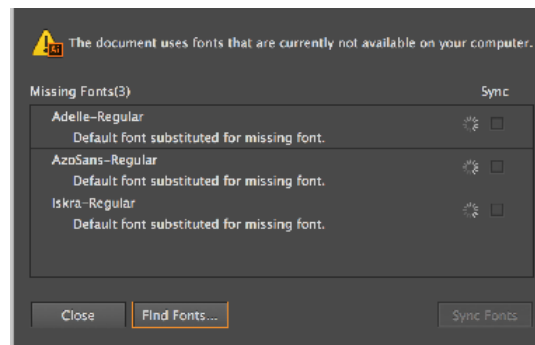 Ai
The document uses fonts that are currently not available on your computer.
Missing Fonts(3) Sync
Adelle-Regular
Default font substituted for missing font.
AzoSans-Regular
Default font substituted for missing font.
Iskra-Regular
Default font substituted for missing font.
Close Find Fonts... Sync Fonts